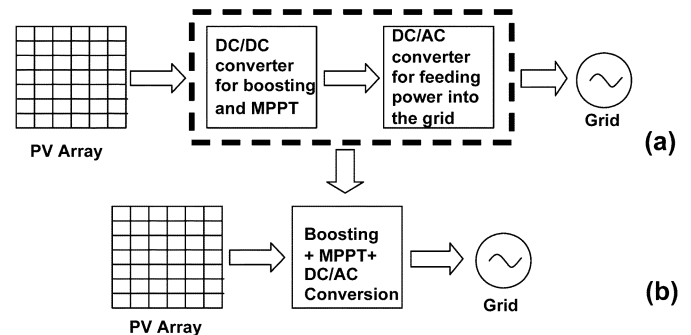 DC/DC
converter
for boosting
and MPPT
DC/AC
converter
for feeding
power into
the grid
PV Array
Grid
(a)
Boosting
+ MPPT+
DC/AC
Conversion
PV Array
Grid
(b)